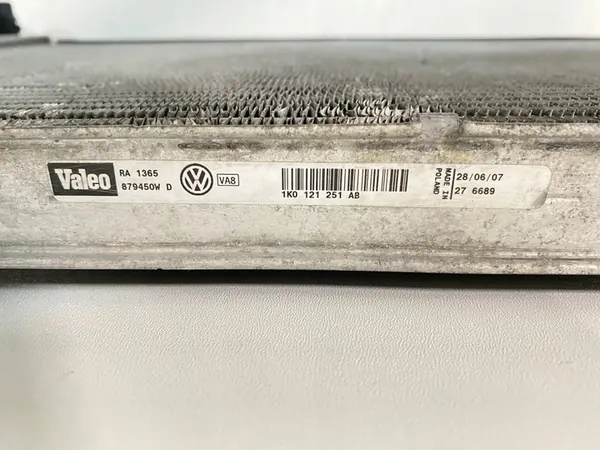 Valeo
RA 1365
879450W D
VA8
1K0 121 251 AB
MADE IN
POLAND
28/06/07
27 6689